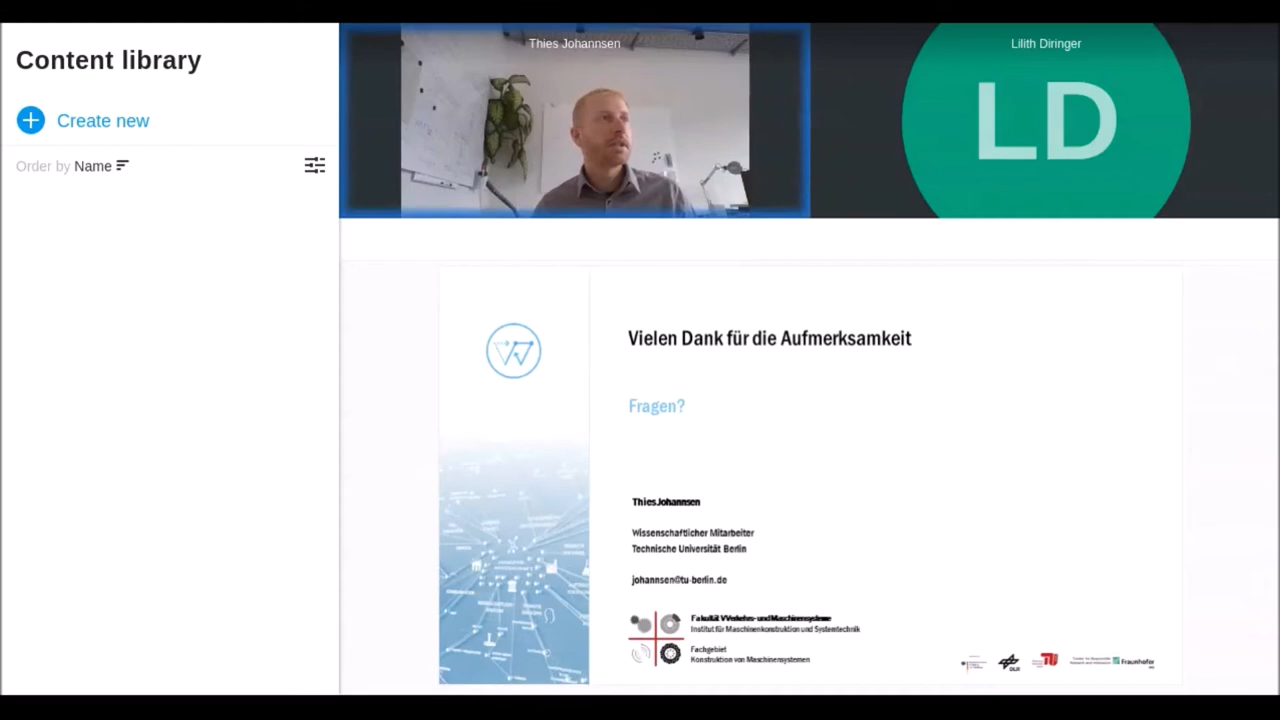 Content library
Create new
Order by Name
Thies Johannsen
Lilith Diringer
LD
Vielen Dank für die Aufmerksamkeit
Fragen?
Thies Johannsen
Wissenschaftlicher Mitarbeiter
Technische Universität Berlin
johannsen@tu-berlin.de
Fakultät V Verkehrs- und Maschinensysteme
Institut für Maschinenkonstruktion und Systemtechnik
Fachgebiet
Konstruktion von Maschinensystemen
DLR
Fraunhofer